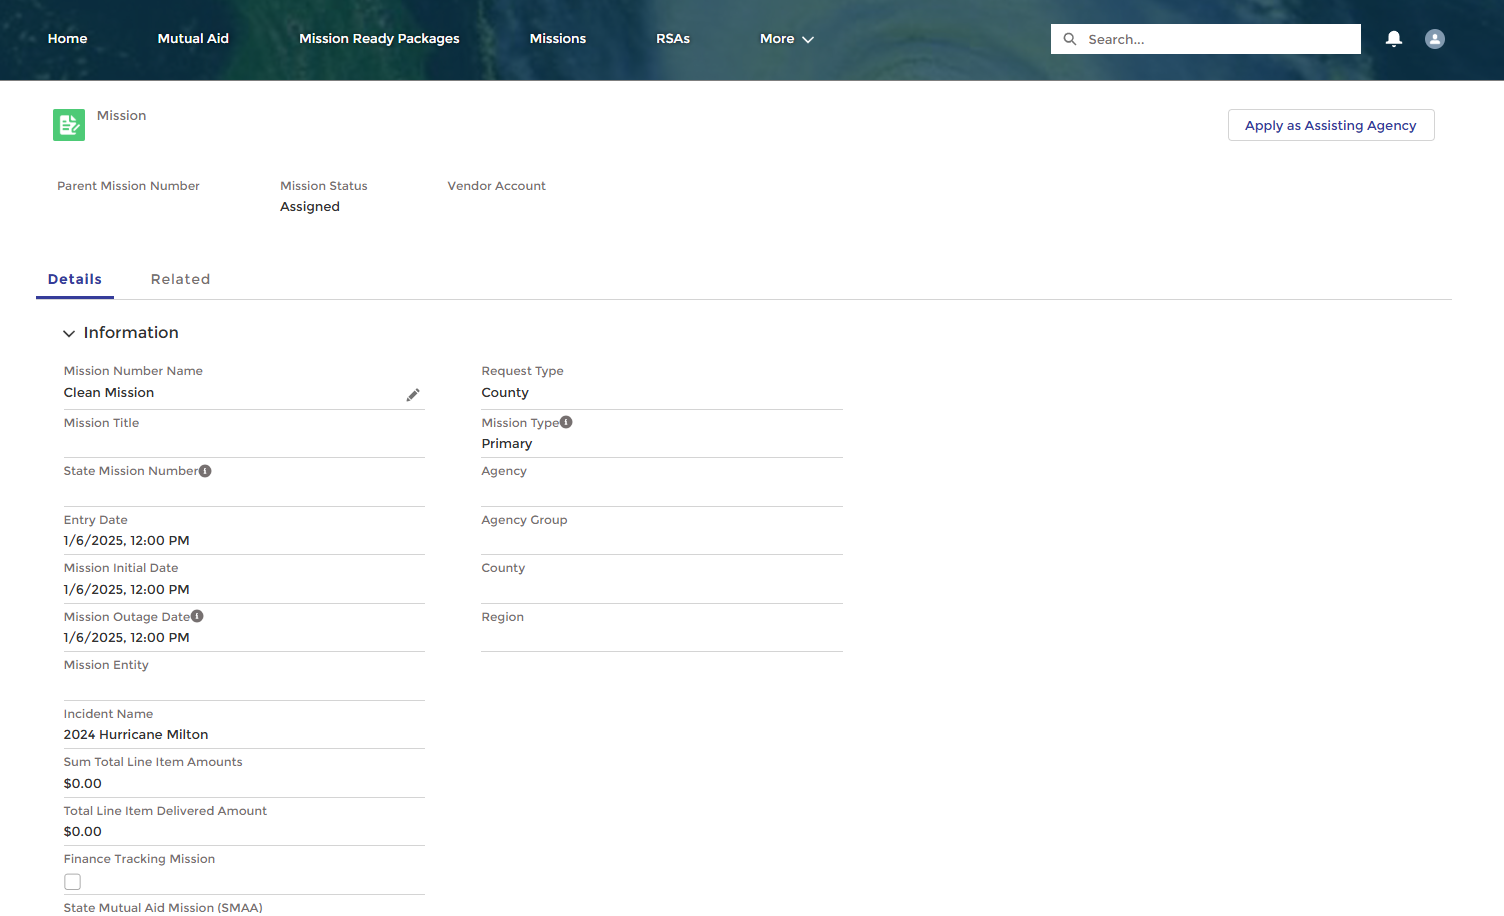 Home Mutual Aid Mission Ready Packages Missions RSAs More Search...
Mission
Apply as Assisting Agency
Parent Mission Number Mission Status Vendor Account
Assigned
Details Related
Information
Mission Number Name Request Type
Clean Mission County
Mission Title Mission Type
Primary
State Mission Number Agency
Entry Date Agency Group
1/6/2025, 12:00 PM
Mission Initial Date County
1/6/2025, 12:00 PM
Mission Outage Date Region
1/6/2025, 12:00 PM
Mission Entity
Incident Name
2024 Hurricane Milton
Sum Total Line Item Amounts
$0.00
Total Line Item Delivered Amount
$0.00
Finance Tracking Mission
State Mutual Aid Mission (SMAA)